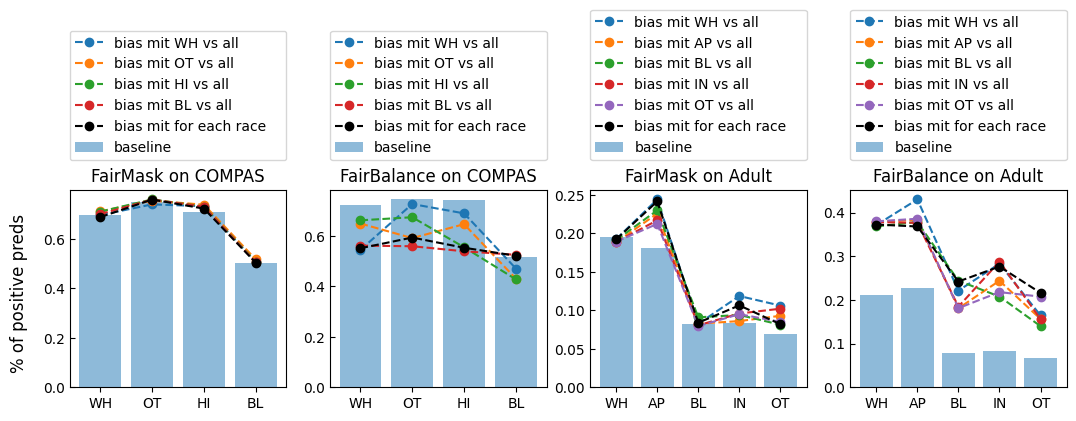 bias mit WH vs all
bias mit OT vs all
bias mit HI vs all
bias mit BL vs all
bias mit for each race
baseline
FairMask on COMPAS
% of positive preds
0.6
0.4
0.2
0.0
WH OT HI BL
bias mit WH vs all
bias mit OT vs all
bias mit HI vs all
bias mit BL vs all
bias mit for each race
baseline
FairBalance on COMPAS
0.6
0.4
0.2
0.0
WH OT HI BL
bias mit WH vs all
bias mit AP vs all
bias mit BL vs all
bias mit IN vs all
bias mit OT vs all
bias mit for each race
baseline
FairMask on Adult
0.25
0.20
0.15
0.10
0.05
0.00
WH AP BL IN OT
bias mit WH vs all
bias mit AP vs all
bias mit BL vs all
bias mit IN vs all
bias mit OT vs all
bias mit for each race
baseline
FairBalance on Adult
0.4
0.3
0.2
0.1
0.0
WH AP BL IN OT